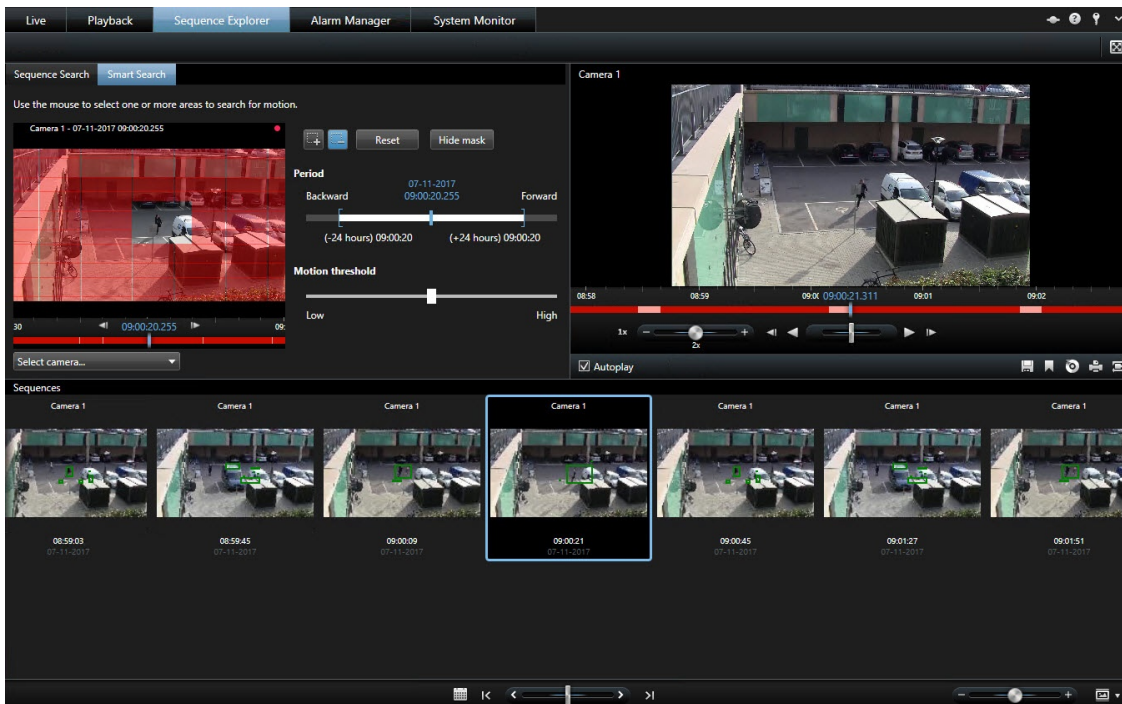 Live Playback Sequence Explorer Alarm Manager System Monitor
Sequence Search Smart Search
Use the mouse to select one or more areas to search for motion.
Camera 1 - 07-11-2017 09:00:20.255
Reset Hide mask
Period
07-11-2017
Backward 09:00:20.255 Forward
(-24 hours) 09:00:20 (+24 hours) 09:00:20
Motion threshold
Low High
30 09:00:20.255 09:
Select camera...
Camera 1
08:58 08:59 09:0( 09:00:21.311 09:01 09:02
1x
2x
Autoplay
Sequences
Camera 1 Camera 1 Camera 1 Camera 1 Camera 1 Camera 1 Camera 1
08:59:03 08:59:45 09:00:09 09:00:21 09:00:45 09:01:27 09:01:51
07-11-2017 07-11-2017 07-11-2017 07-11-2017 07-11-2017 07-11-2017 07-11-2017